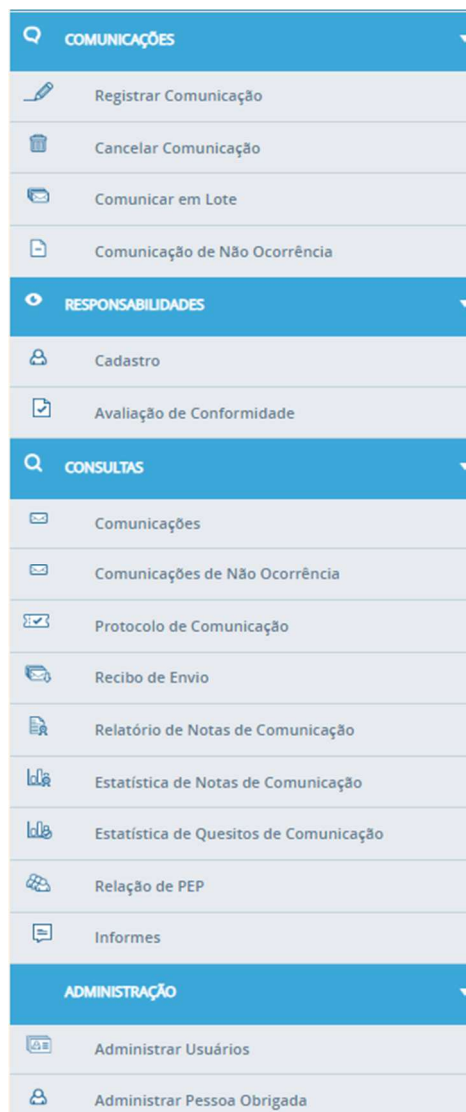 COMUNICAÇÕES
Registrar Comunicação
Cancelar Comunicação
Comunicar em Lote
Comunicação de Não Ocorrência
RESPONSABILIDADES
Cadastro
Avaliação de Conformidade
CONSULTAS
Comunicações
Comunicações de Não Ocorrência
Protocolo de Comunicação
Recibo de Envio
Relatório de Notas de Comunicação
Estatística de Notas de Comunicação
Estatística de Quesitos de Comunicação
Relação de PEP
Informes
ADMINISTRAÇÃO
Administrar Usuários
Administrar Pessoa Obrigada